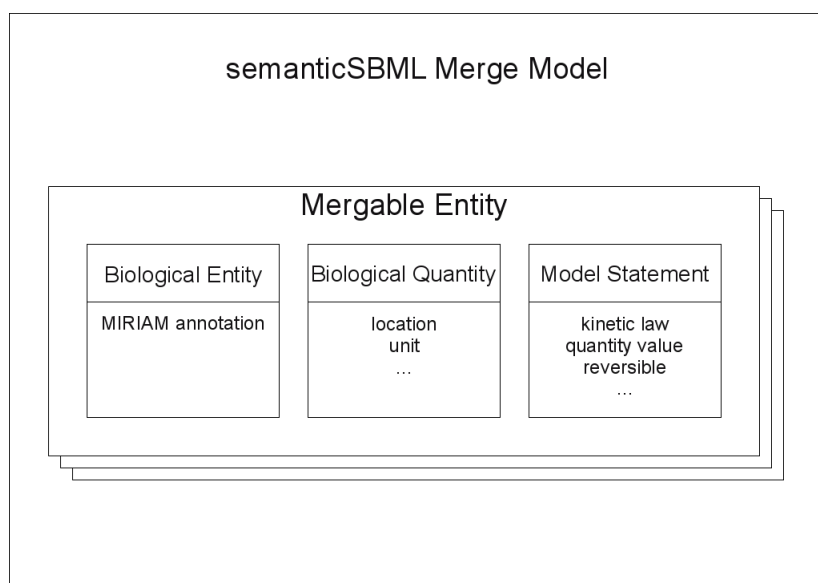 semanticSBML Merge Model
Mergable Entity
Biological Entity
MIRIAM annotation
Biological Quantity
location
unit
...
Model Statement
kinetic law
quantity value
reversible
...